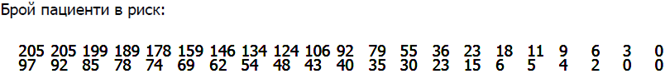 Брой пациенти в риск:
205 205 199 189 178 159 146 134 124 106 92 79 55 36 23 18 11 9 6 3 0 0
97 92 85 78 74 69 62 54 48 43 40 35 30 23 15 6 5 4 2 0 0